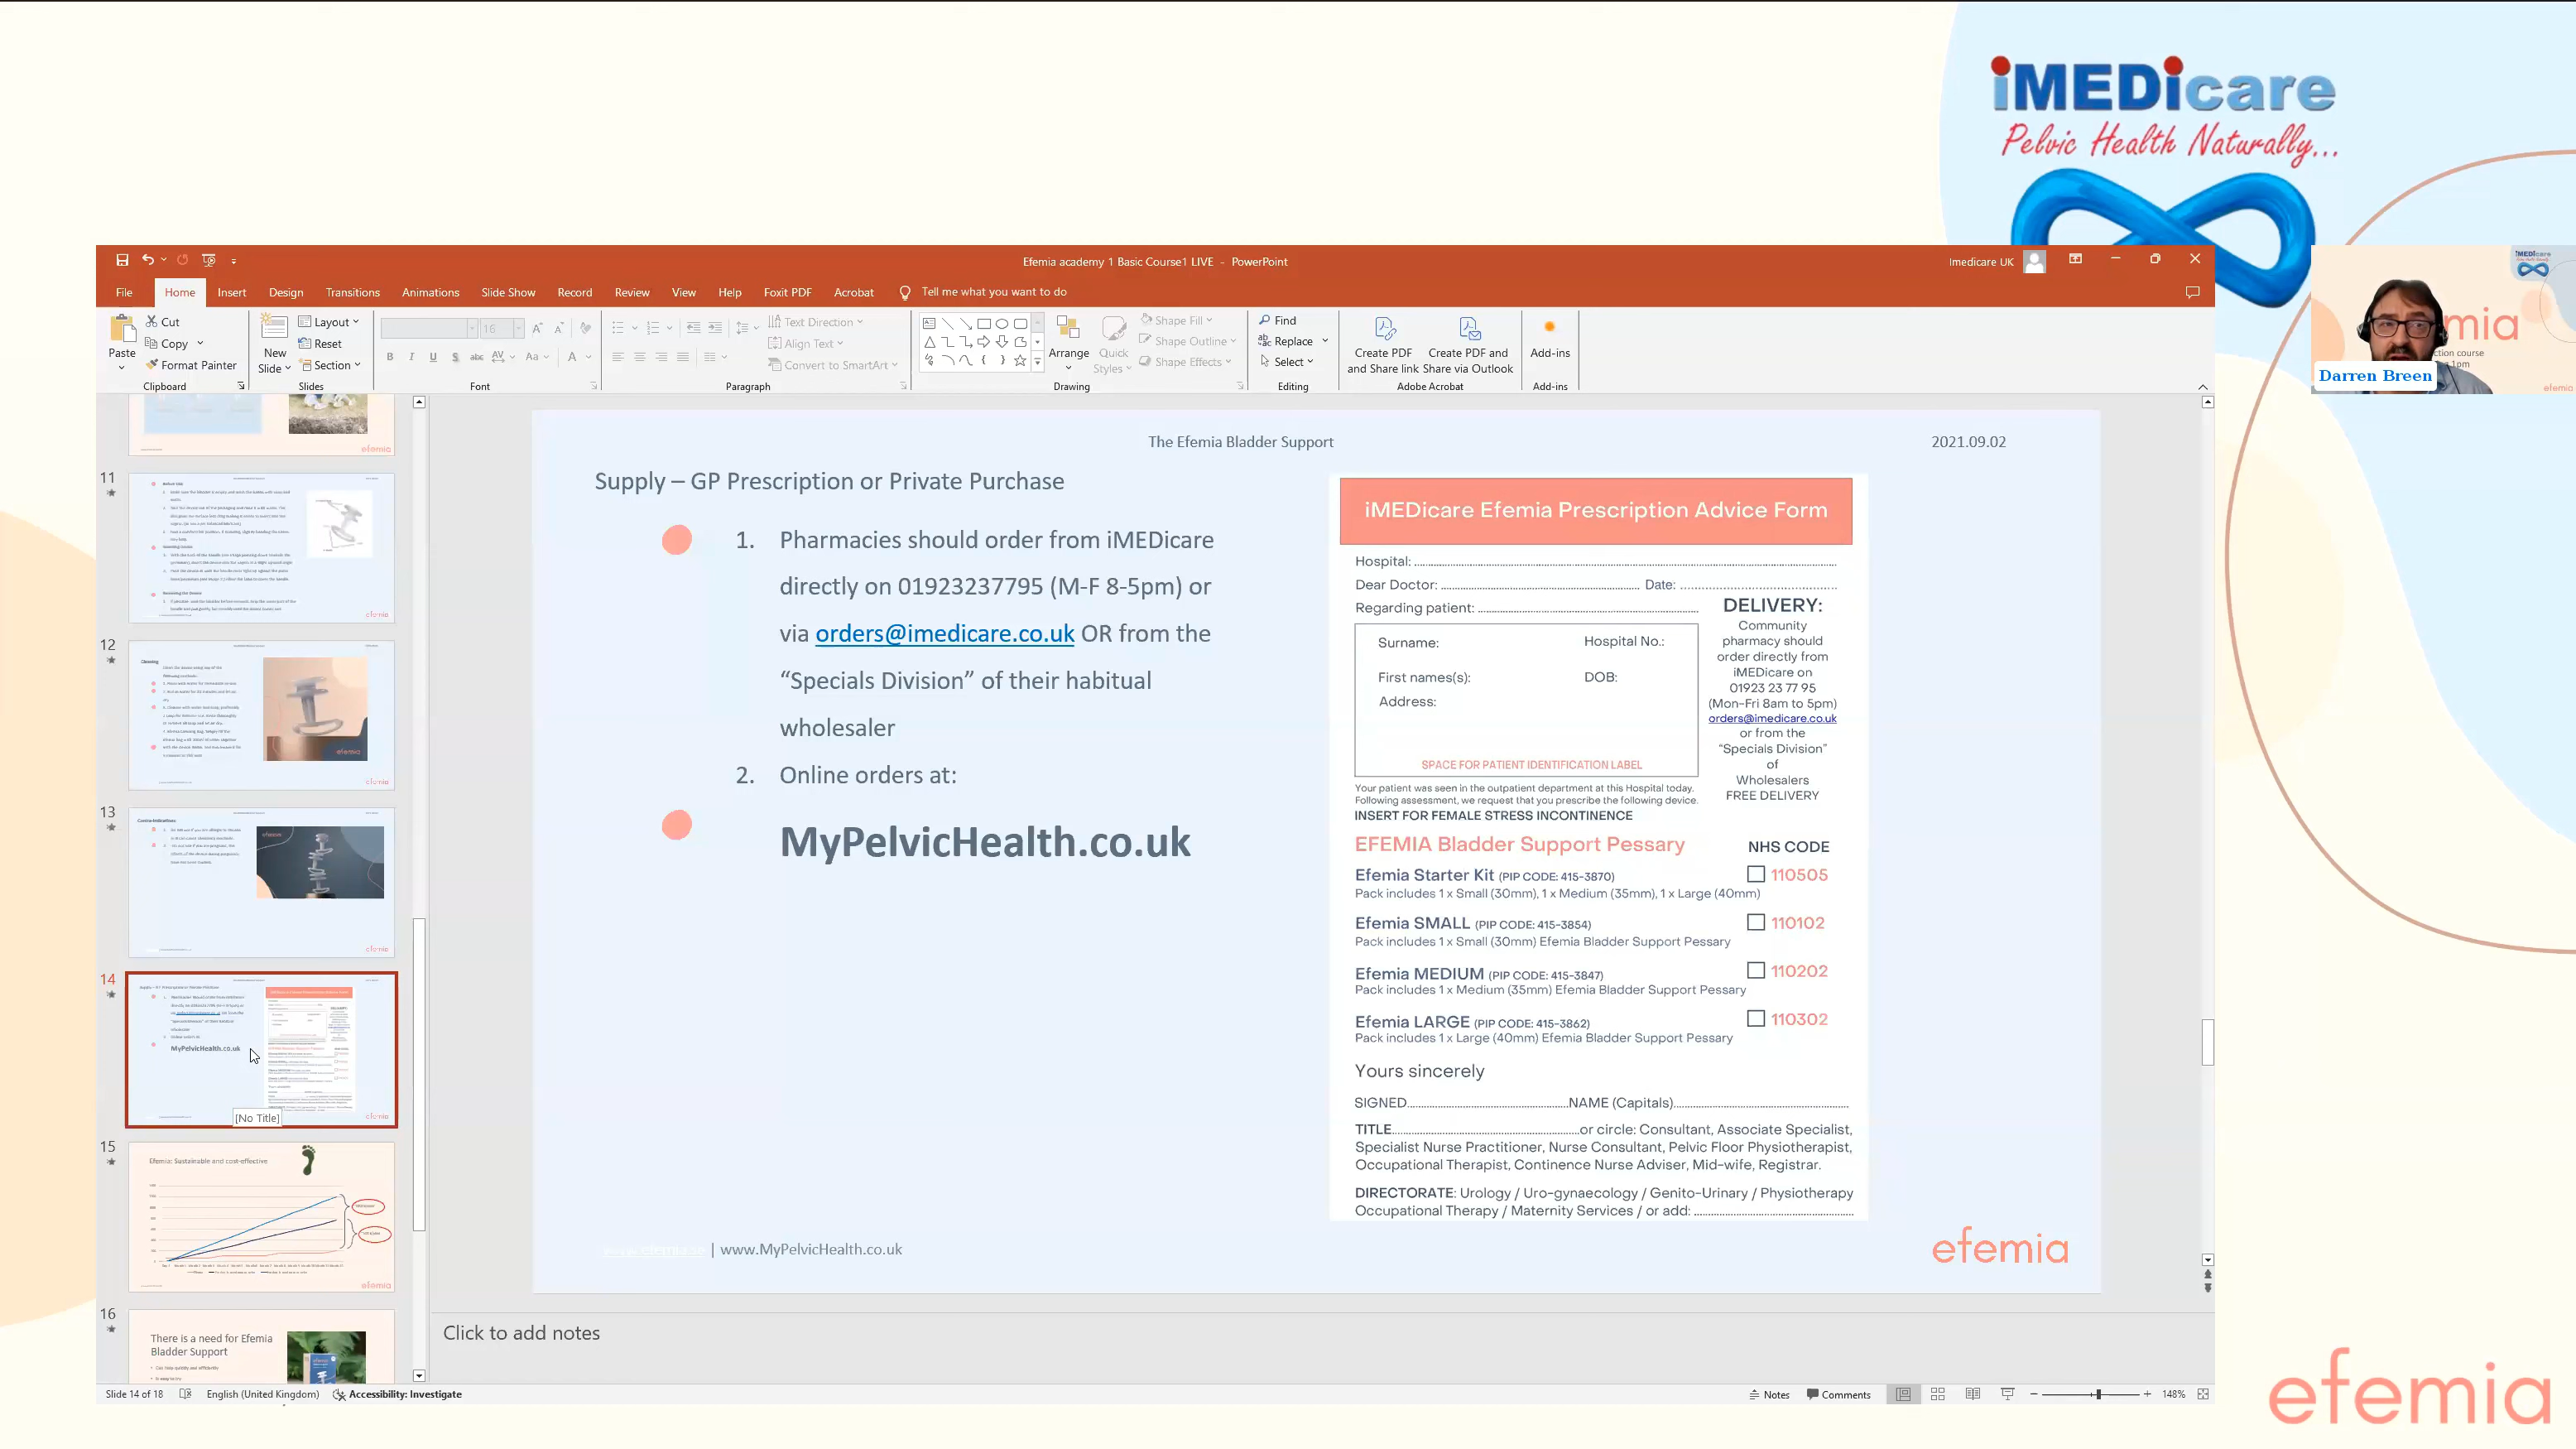 iMEDicare
Pelvic Health Naturally...
Efemia academy 1 Basic Course1 LIVE - PowerPoint
Imedicare UK
File Home Insert Design Transitions Animations Slide Show Record Review View Help Foxit PDF Acrobat Tell me what you want to do
Paste
Cut
Copy
Format Painter
Clipboard
New
Slide
Layout
Reset
Section
Slides
16
Font
Text Direction
Align Text
Convert to SmartArt
Paragraph
Arrange
Quick
Styles
Shape Fill
Shape Outline
Shape Effects
Drawing
Find
Replace
Select
Editing
Create PDF
and Share link
Create PDF and
Share via Outlook
Adobe Acrobat
Add-ins
Add-ins
Darren Breen
efemia
11
efemia
12
efemia
13
efemia
14
MyPelvicHealth.co.uk
efemia
[No Title]
15
Efemia: Sustainable and cost-effective
efemia
16
There is a need for Efemia
Bladder Support
The Efemia Bladder Support
2021.09.02
Supply – GP Prescription or Private Purchase
1. Pharmacies should order from iMEDicare
directly on 01923237795 (M-F 8-5pm) or
via orders@imedicare.co.uk OR from the
“Specials Division” of their habitual
wholesaler
2. Online orders at:
MyPelvicHealth.co.uk
| www.MyPelvicHealth.co.uk
iMEDicare Efemia Prescription Advice Form
Hospital:
Dear Doctor: Date:
Regarding patient:
Surname: Hospital No.:
First names(s): DOB:
Address:
SPACE FOR PATIENT IDENTIFICATION LABEL
DELIVERY:
Community
pharmacy should
order directly from
iMEDicare on
01923 23 77 95
(Mon-Fri 8am to 5pm)
orders@imedicare.co.uk
or from the
“Specials Division”
of
Wholesalers
FREE DELIVERY
Your patient was seen in the outpatient department at this Hospital today.
Following assessment, we request that you prescribe the following device.
INSERT FOR FEMALE STRESS INCONTINENCE
EFEMIA Bladder Support Pessary NHS CODE
Efemia Starter Kit (PIP CODE: 415-3870) 110505
Pack includes 1 x Small (30mm), 1 x Medium (35mm), 1 x Large (40mm)
Efemia SMALL (PIP CODE: 415-3854) 110102
Pack includes 1 x Small (30mm) Efemia Bladder Support Pessary
Efemia MEDIUM (PIP CODE: 415-3847) 110202
Pack includes 1 x Medium (35mm) Efemia Bladder Support Pessary
Efemia LARGE (PIP CODE: 415-3862) 110302
Pack includes 1 x Large (40mm) Efemia Bladder Support Pessary
Yours sincerely
SIGNED NAME (Capitals)
TITLE or circle: Consultant, Associate Specialist,
Specialist Nurse Practitioner, Nurse Consultant, Pelvic Floor Physiotherapist,
Occupational Therapist, Continence Nurse Adviser, Mid-wife, Registrar.
DIRECTORATE: Urology / Uro-gynaecology / Genito-Urinary / Physiotherapy
Occupational Therapy / Maternity Services / or add:
efemia
Click to add notes
Slide 14 of 18 English (United Kingdom) Accessibility: Investigate Notes Comments 148%
efemia